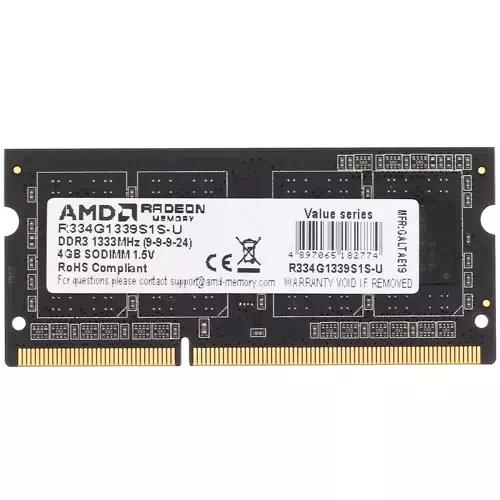 AMD RADEON
MEMORY
R334G1339S1S-U
DDR3 1333MHz (9-9-9-24)
4GB SODIMM 1.5V
RoHS Compliant
For questions please contact support@amd-memory.com
Value series
4 897065 182774
R334G1339S1S-U
WARRANTY VOID IF REMOVED
MFR:GALTAE19